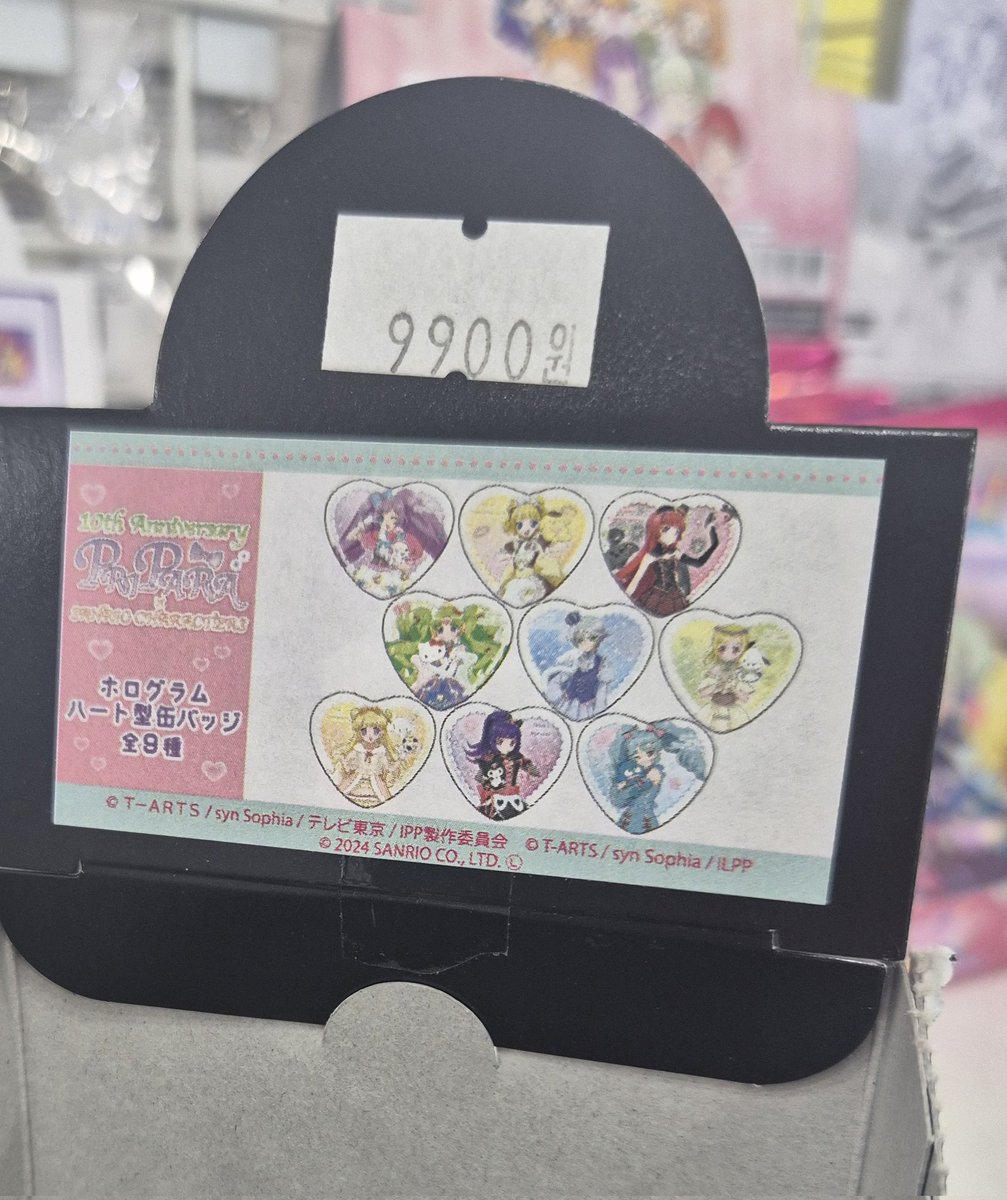 9900원
10th Anniversary
PRIPARA
×
SANRIO CHARACTERS
ホログラム
ハート型缶バッジ
全9種
© T-ARTS / syn Sophia / テレビ東京 / IPP製作委員会 © T-ARTS / syn Sophia / ILPP
© 2024 SANRIO CO., LTD. Ⓛ